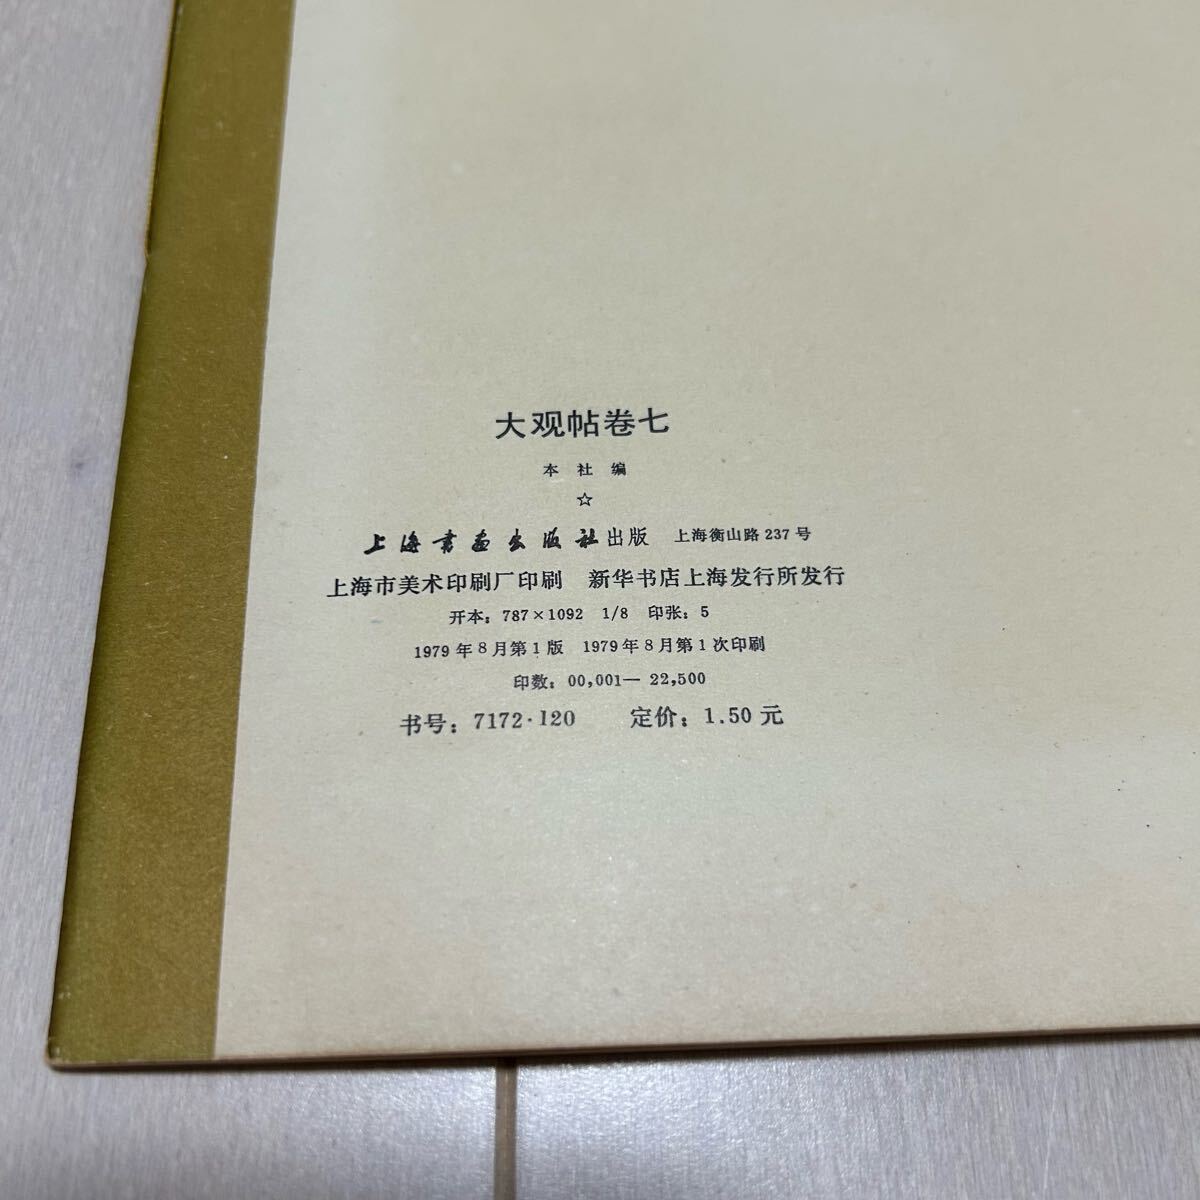 大观帖卷七
本社编
☆
上海书画出版社出版 上海衡山路237号
上海市美术印刷厂印刷 新华书店上海发行所发行
开本：787×1092 1/8 印张：5
1979年8月第1版 1979年8月第1次印刷
印数：00,001—22,500
书号：7172·120 定价：1.50元